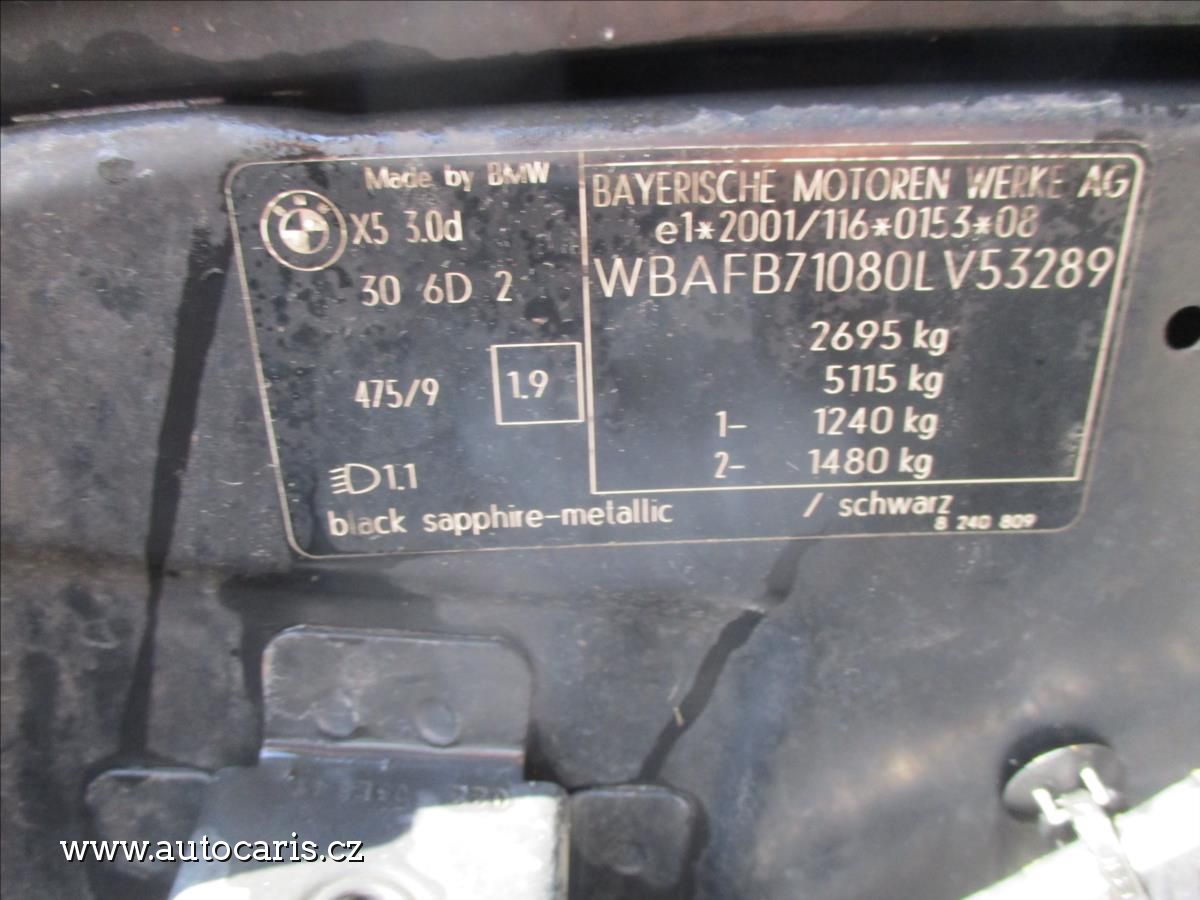 Made by BMW
X5 3.0d
30 6D 2
475/9
1.9
1.1
BAYERISCHE MOTOREN WERKE AG
e1*2001/116*0153*08
WBAFB71080LV53289
2695 kg
5115 kg
1- 1240 kg
2- 1480 kg
black sapphire-metallic / schwarz
8 240 809
www.autocaris.cz